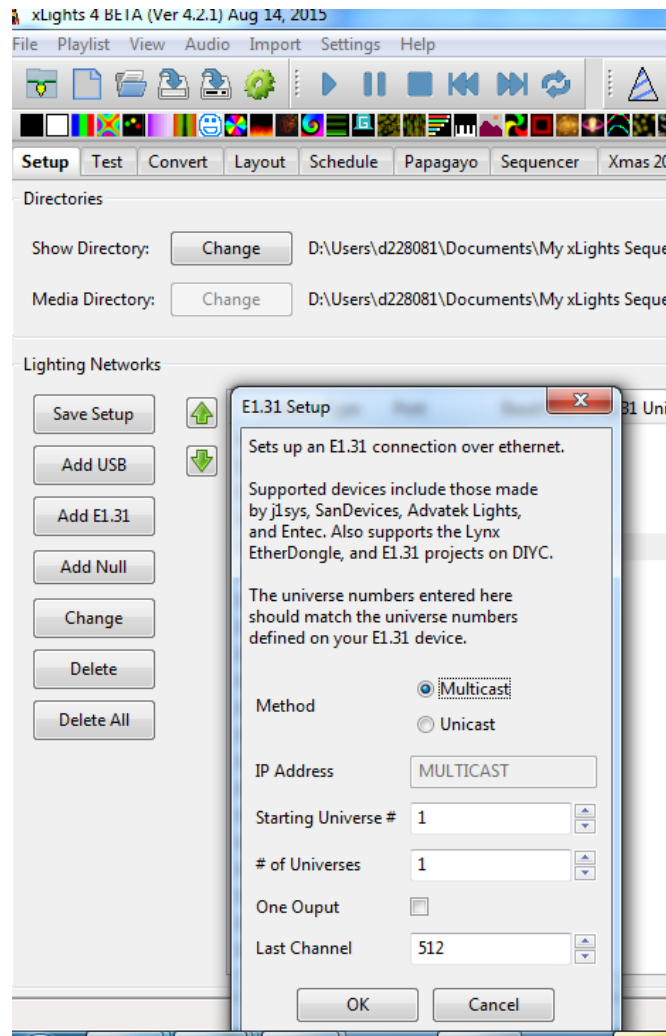 xLights 4 BETA (Ver 4.2.1) Aug 14, 2015
File Playlist View Audio Import Settings Help
Setup Test Convert Layout Schedule Papagayo Sequencer Xmas 20
Directories
Show Directory: Change D:\Users\d228081\Documents\My xLights Seque
Media Directory: Change D:\Users\d228081\Documents\My xLights Seque
Lighting Networks
Save Setup
Add USB
Add E1.31
Add Null
Change
Delete
Delete All
31 Uni
E1.31 Setup
Sets up an E1.31 connection over ethernet.
Supported devices include those made
by j1sys, SanDevices, Advatek Lights,
and Entec. Also supports the Lynx
EtherDongle, and E1.31 projects on DIYC.
The universe numbers entered here
should match the universe numbers
defined on your E1.31 device.
Method
Multicast
Unicast
IP Address MULTICAST
Starting Universe # 1
# of Universes 1
One Ouput
Last Channel 512
OK Cancel